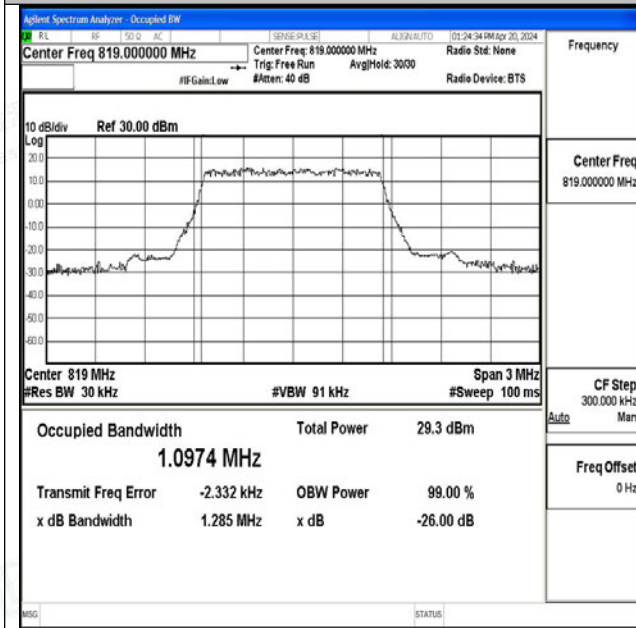 Agilent Spectrum Analyzer - Occupied BW
RL RF 50 Ω AC SENSE:PULSE ALIGNAUTO 01:24:34 PM Apr 20, 2024
Center Freq 819.000000 MHz
Center Freq: 819.000000 MHz
Radio Std: None
Trig: Free Run Avg|Hold: 30/30
#IFGain:Low #Atten: 40 dB Radio Device: BTS
10 dB/div Ref 30.00 dBm
Log
20.0
10.0
0.00
-10.0
-20.0
-30.0
-40.0
-50.0
-60.0
Center 819 MHz Span 3 MHz
#Res BW 30 kHz #VBW 91 kHz #Sweep 100 ms
Occupied Bandwidth Total Power 29.3 dBm
1.0974 MHz
Transmit Freq Error -2.332 kHz OBW Power 99.00 %
x dB Bandwidth 1.285 MHz x dB -26.00 dB
MSG STATUS
Frequency
Center Freq
819.000000 MHz
CF Step
300.000 kHz
Auto Man
Freq Offset
0 Hz